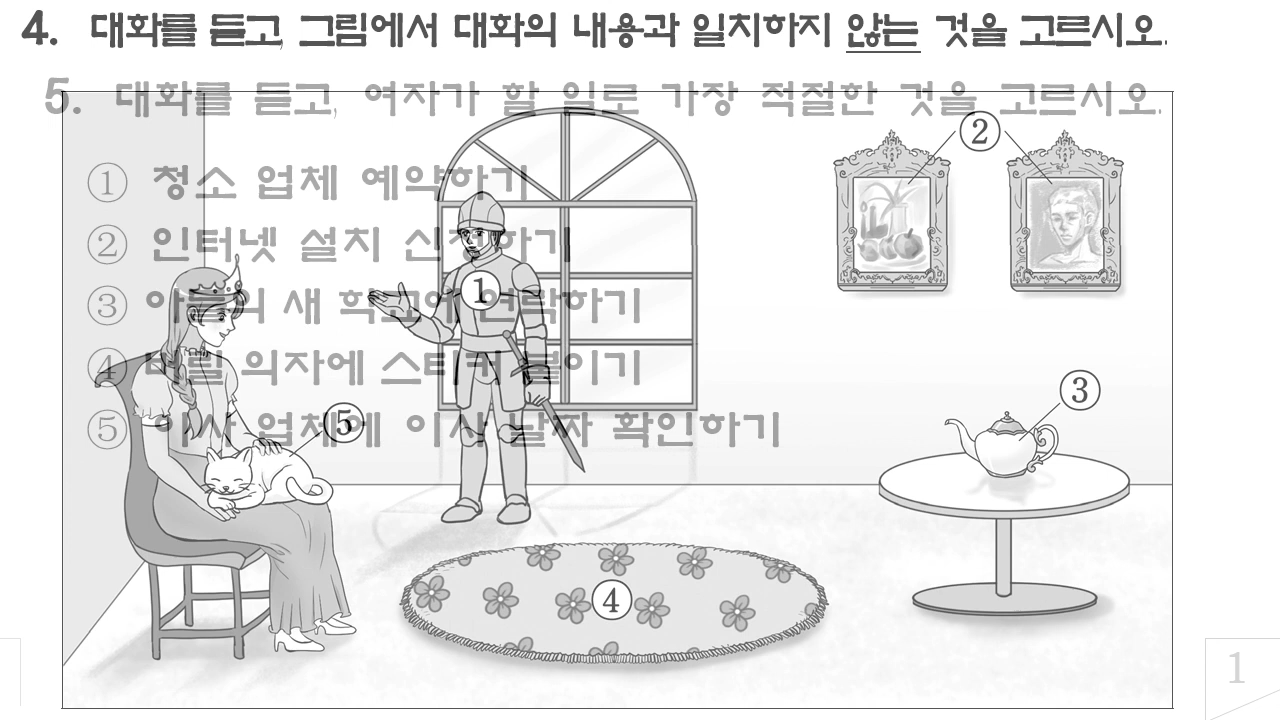 4. 대화를 듣고, 그림에서 대화의 내용과 일치하지 않는 것을 고르시오.
5. 대화를 듣고, 여자가 할 일로 가장 적절한 것을 고르시오.
②
① 청소 업체 예약하기
② 인터넷 설치 신청하기
①
③ 아들의 새 학교에 연락하기
④ 버릴 의자에 스티커 붙이기
③
⑤ 이사 업체에 이사 날짜 확인하기
⑤
④
1